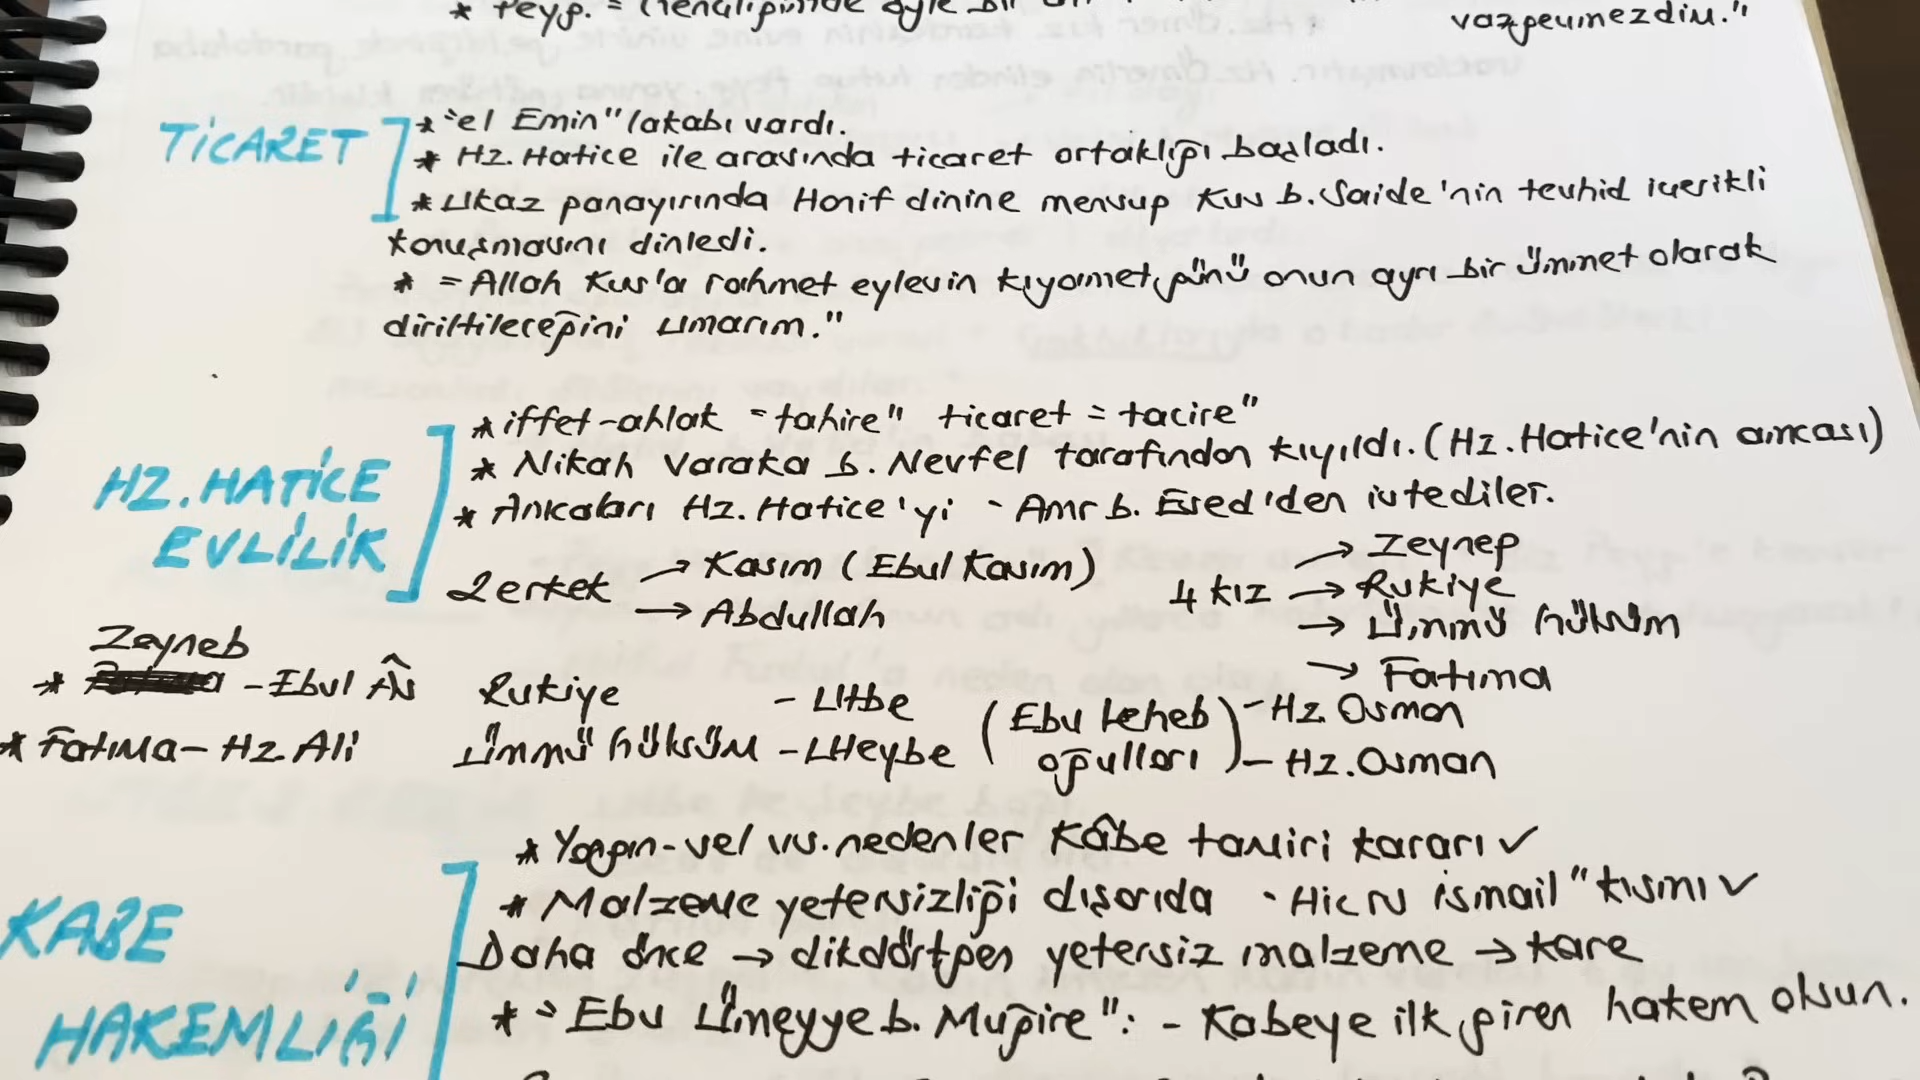 * Peyg. =
vazgeçmezdim."
TİCARET
* "el Emin" lakabı vardı.
* Hz. Hatice ile arasında ticaret ortaklığı başladı.
* Ukaz panayırında Hanif dinine mensup Kus b. Saide'nin tevhid içerikli
konuşmasını dinledi.
* = Allah Kus'a rahmet eylesin kıyamet günü onun ayrı bir ümmet olarak
diriltileceğini umarım."
HZ. HATİCE
EVLİLİK
* iffet-ahlak "tahire" ticaret = tacire"
* Nikah Varaka b. Nevfel tarafından kıyıldı. (Hz. Hatice'nin amcası)
* Amcaları Hz. Hatice'yi - Amr b. Esed'den istediler.
2 erkek → Kasım (Ebul Kasım)
→ Abdullah
4 kız → Zeynep
→ Rukiye
→ Ümmü Gülsüm
→ Fatıma
Zeyneb
* - Ebul Âs
* Fatıma - Hz. Ali
Rukiye - Utbe
Ümmü Gülsüm - Uteybe
(Ebu Leheb
oğulları)
- Hz. Osman
- Hz. Osman
KABE
HAKEMLİĞİ
* Yangın-sel vs. nedenler Kâbe tamiri kararı ✓
* Malzeme yetersizliği dışarıda - Hicri İsmail" kısmı ✓
Daha önce → dikdörtgen yetersiz malzeme → kare
* "Ebu Ümeyye b. Muğire": - Kabeye ilk giren hakem olsun.